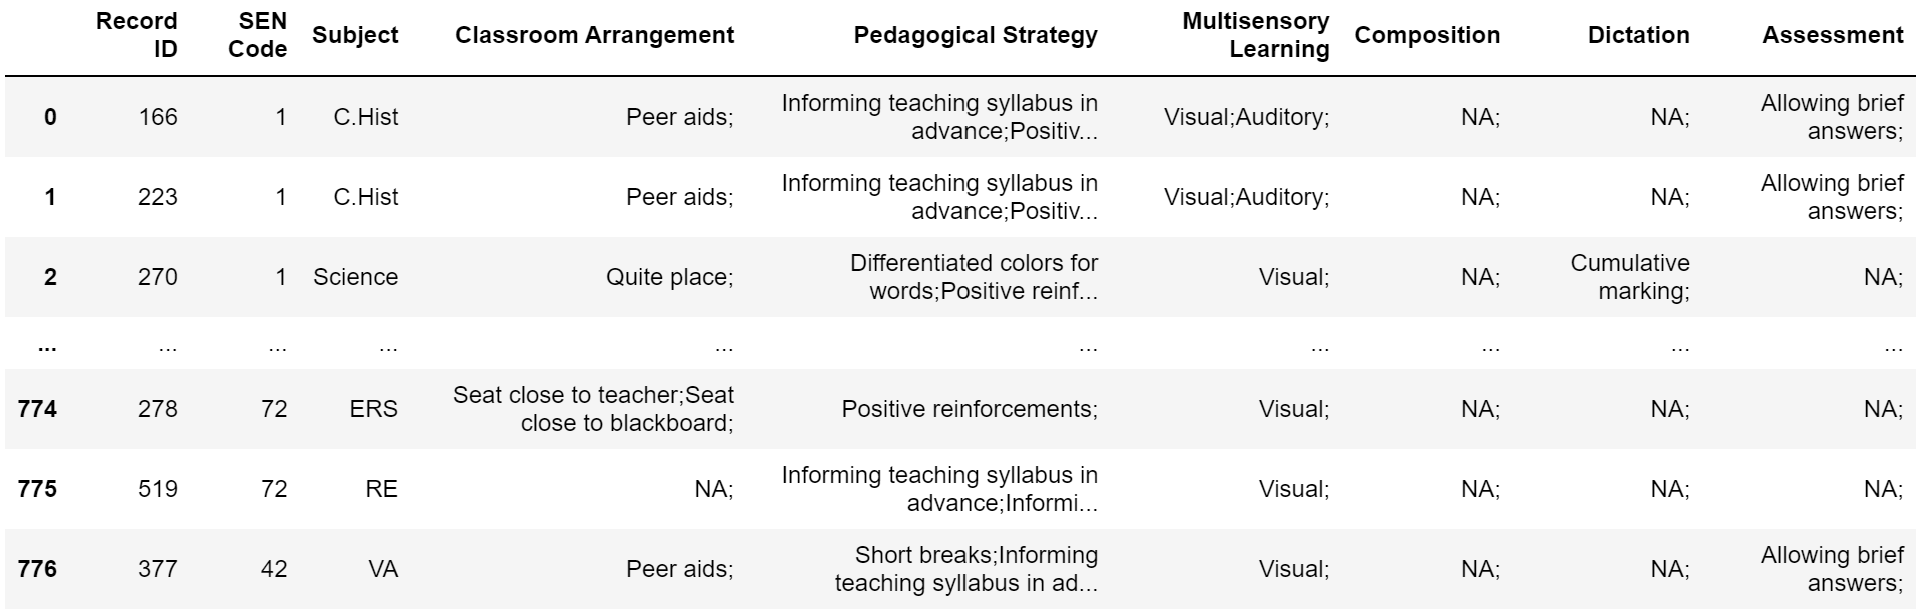 Record ID SEN Code Subject Classroom Arrangement Pedagogical Strategy Multisensory Learning Composition Dictation Assessment
0 166 1 C.Hist Peer aids; Informing teaching syllabus in advance;Positiv... Visual;Auditory; NA; NA; Allowing brief answers;
1 223 1 C.Hist Peer aids; Informing teaching syllabus in advance;Positiv... Visual;Auditory; NA; NA; Allowing brief answers;
2 270 1 Science Quite place; Differentiated colors for words;Positive reinf... Visual; NA; Cumulative marking; NA;
... ... ... ... ... ... ... ... ... ...
774 278 72 ERS Seat close to teacher;Seat close to blackboard; Positive reinforcements; Visual; NA; NA; NA;
775 519 72 RE NA; Informing teaching syllabus in advance;Informi... Visual; NA; NA; NA;
776 377 42 VA Peer aids; Short breaks;Informing teaching syllabus in ad... Visual; NA; NA; Allowing brief answers;